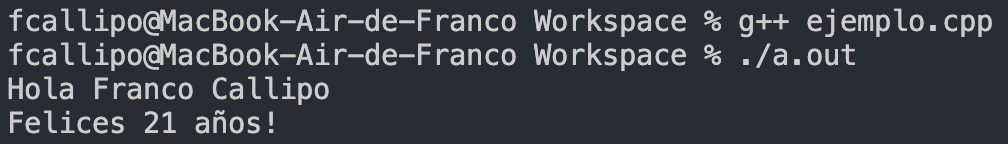 fcallipo@MacBook-Air-de-Franco Workspace % g++ ejemplo.cpp
fcallipo@MacBook-Air-de-Franco Workspace % ./a.out
Hola Franco Callipo
Felices 21 años!